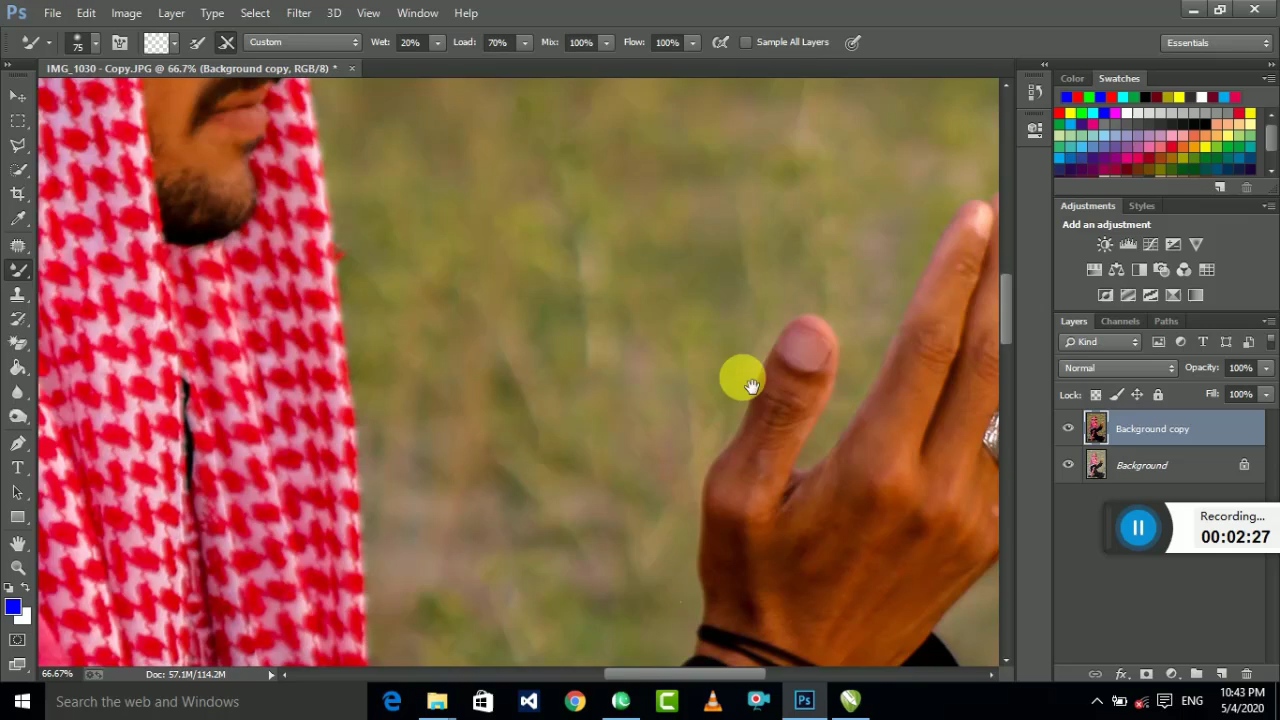 Ps File Edit Image Layer Type Select Filter 3D View Window Help
75 Custom Wet: 20% Load: 70% Mix: 100% Flow: 100% Sample All Layers Essentials
IMG_1030 - Copy.JPG @ 66.7% (Background copy, RGB/8) *
Color Swatches
Adjustments Styles
Add an adjustment
Layers Channels Paths
Kind
Normal Opacity: 100%
Lock: Fill: 100%
Background copy
Background
Recording...
00:02:27
66.67% Doc: 57.1M/114.2M
Search the Web and Windows
Ps
ENG
10:43 PM
5/4/2020